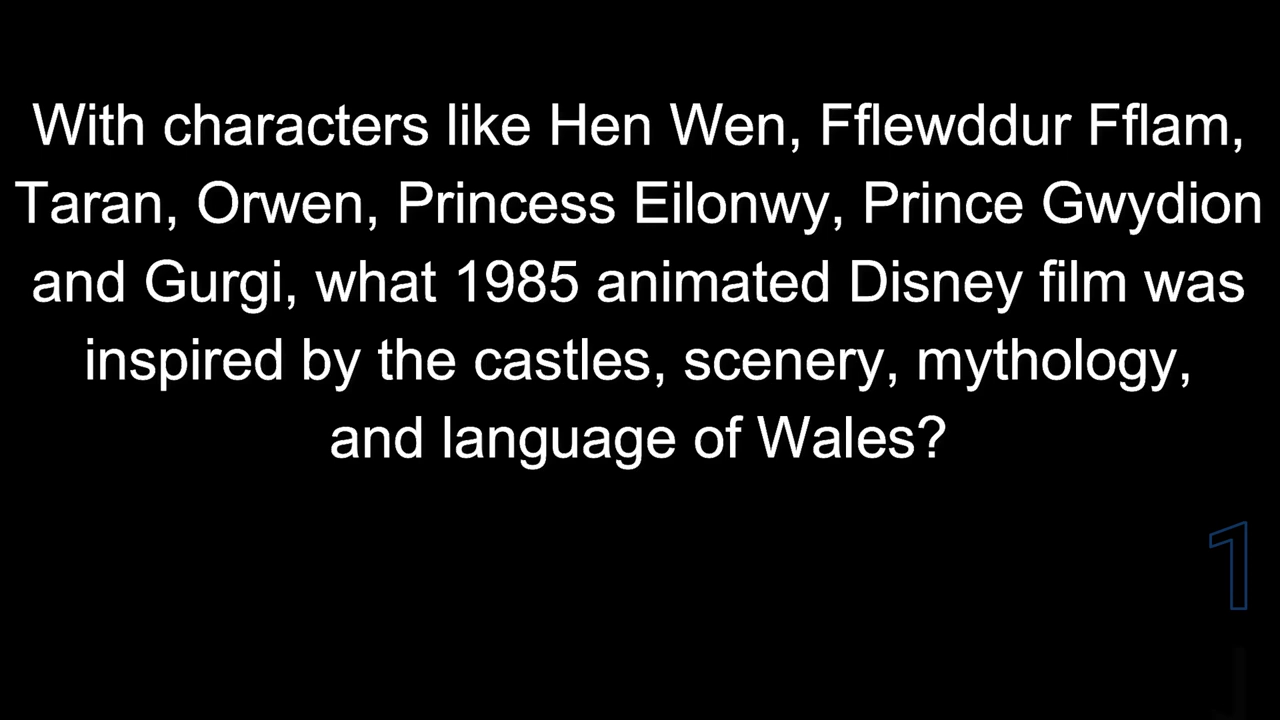 With characters like Hen Wen, Fflewddur Fflam,
Taran, Orwen, Princess Eilonwy, Prince Gwydion
and Gurgi, what 1985 animated Disney film was
inspired by the castles, scenery, mythology,
and language of Wales?
1